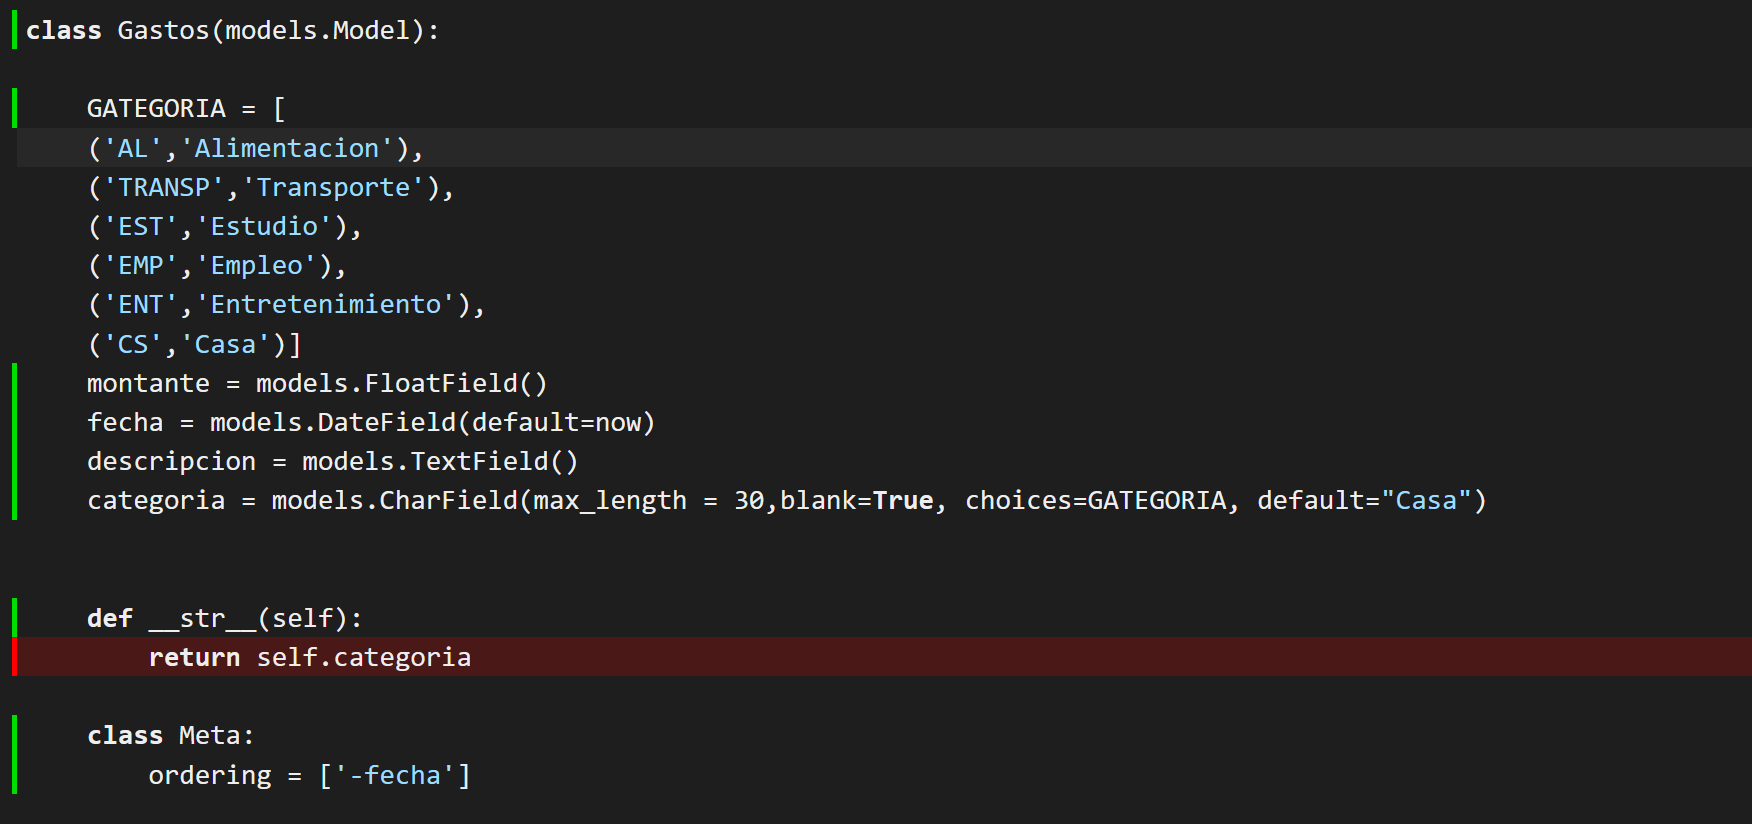 class Gastos(models.Model):
GATEGORIA = [
('AL','Alimentacion'),
('TRANSP','Transporte'),
('EST','Estudio'),
('EMP','Empleo'),
('ENT','Entretenimiento'),
('CS','Casa')]
montante = models.FloatField()
fecha = models.DateField(default=now)
descripcion = models.TextField()
categoria = models.CharField(max_length = 30,blank=True, choices=GATEGORIA, default="Casa")
def __str__(self):
return self.categoria
class Meta:
ordering = ['-fecha']